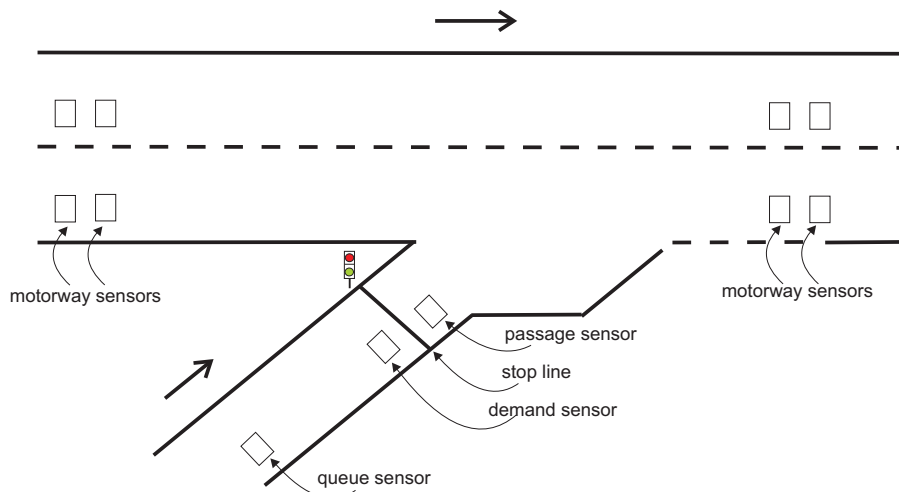 motorway sensors
motorway sensors
passage sensor
stop line
demand sensor
queue sensor